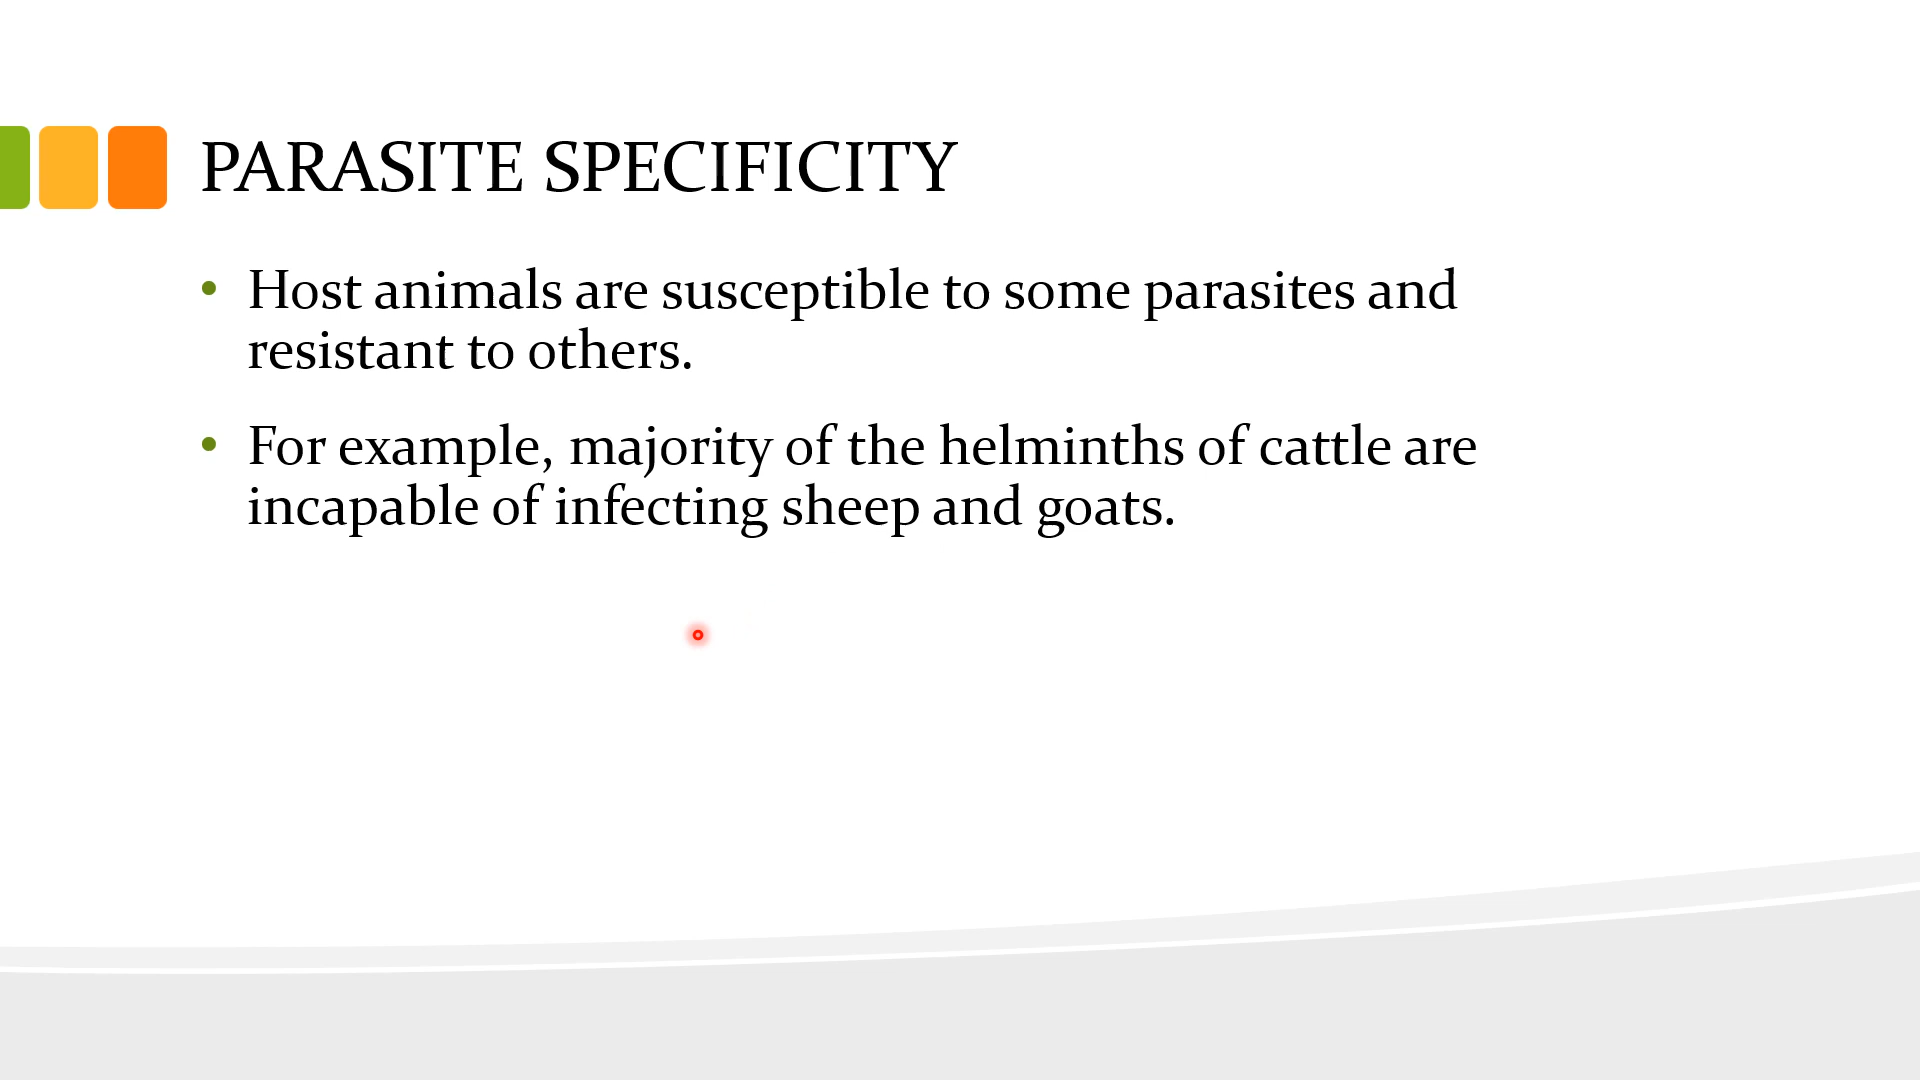 PARASITE SPECIFICITY
• Host animals are susceptible to some parasites and
resistant to others.
• For example, majority of the helminths of cattle are
incapable of infecting sheep and goats.